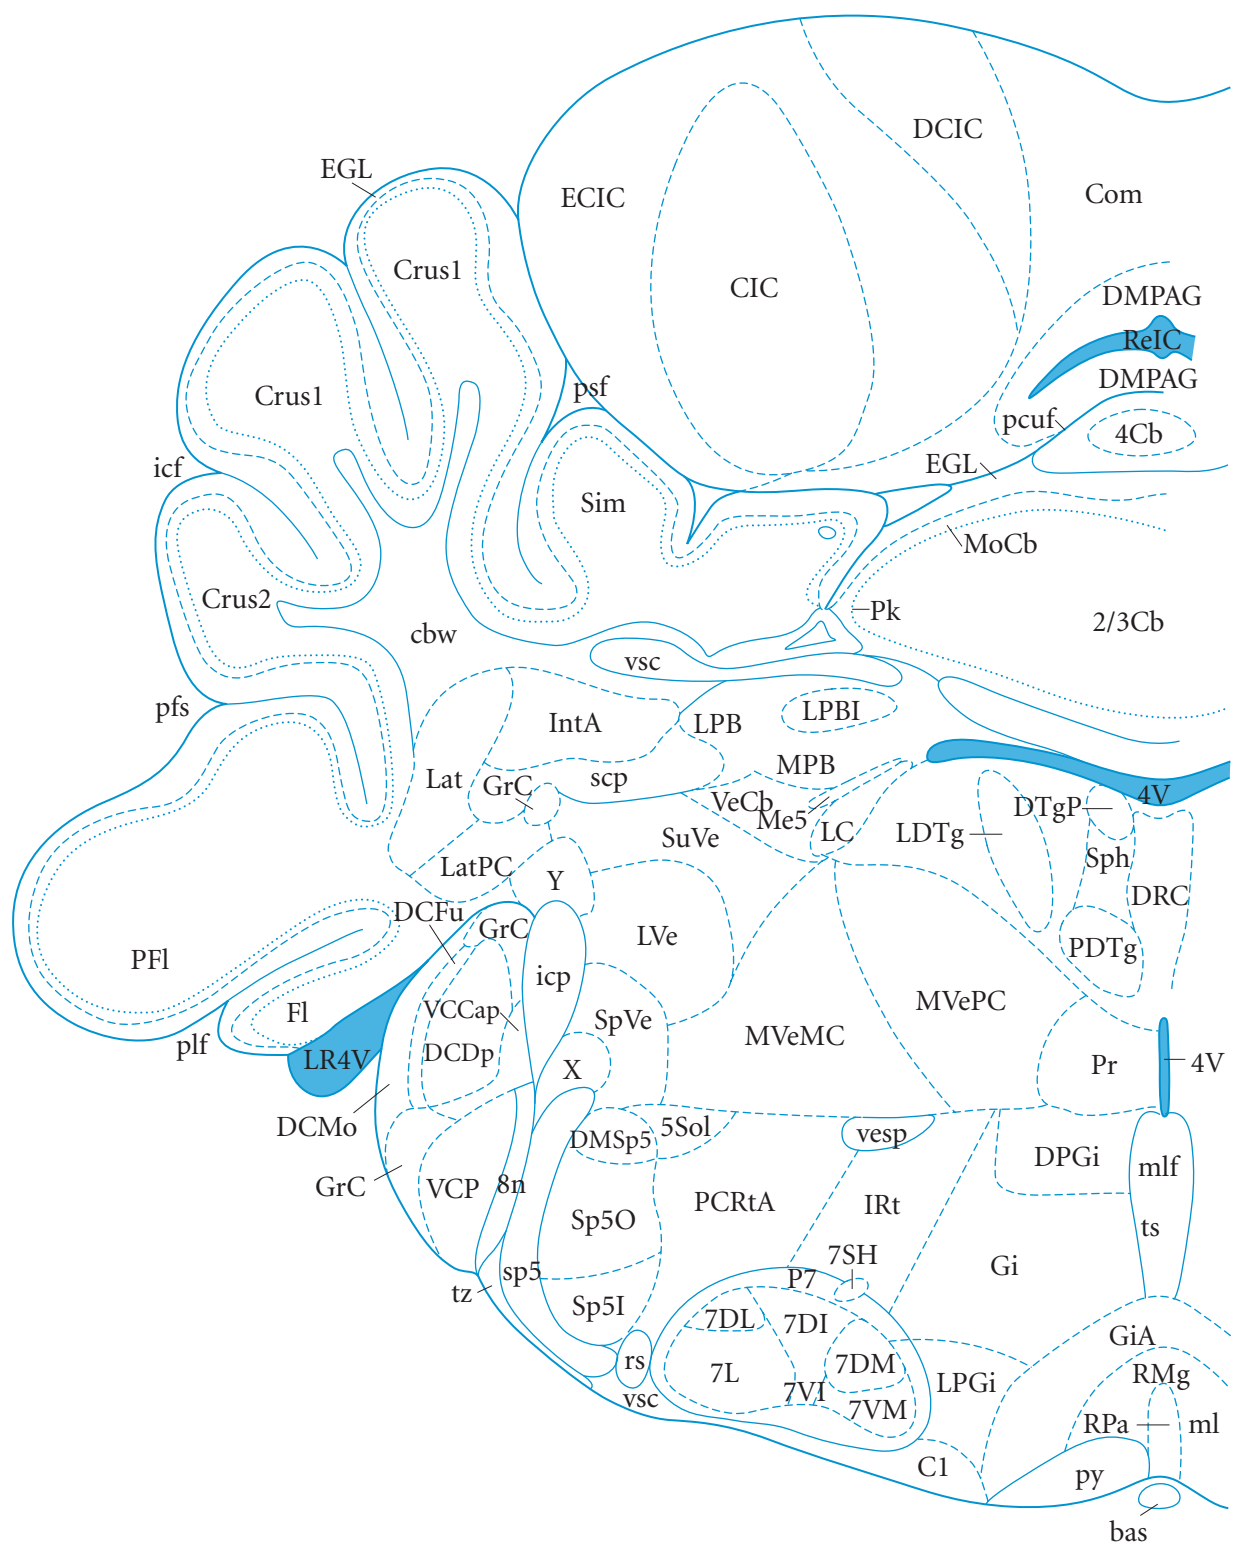 DCIC
EGL
ECIC
Com
Crus1
CIC
DMPAG
ReIC
DMPAG
Crus1
psf
pcuf
4Cb
icf
EGL
Sim
MoCb
Crus2
Pk
2/3Cb
cbw
vsc
pfs
IntA
LPB
LPBI
Lat
GrC
scp
MPB
VeCb
Me5
4V
DTgP
SuVe
LC
LDTg
Sph
LatPC
Y
DRC
DCFu
GrC
LVe
PDTg
PFl
icp
Fl
VCCap
SpVe
MVePC
plf
LR4V
DCDp
X
MVeMC
Pr
4V
DCMo
DMSp5
5Sol
vesp
GrC
VCP
8n
DPGi
mlf
PCRtA
IRt
Sp5O
ts
7SH
tz
sp5
P7
Gi
Sp5I
7DL
7DI
GiA
rs
7L
7DM
LPGi
RMg
vsc
7VI
7VM
RPa
ml
C1
py
bas